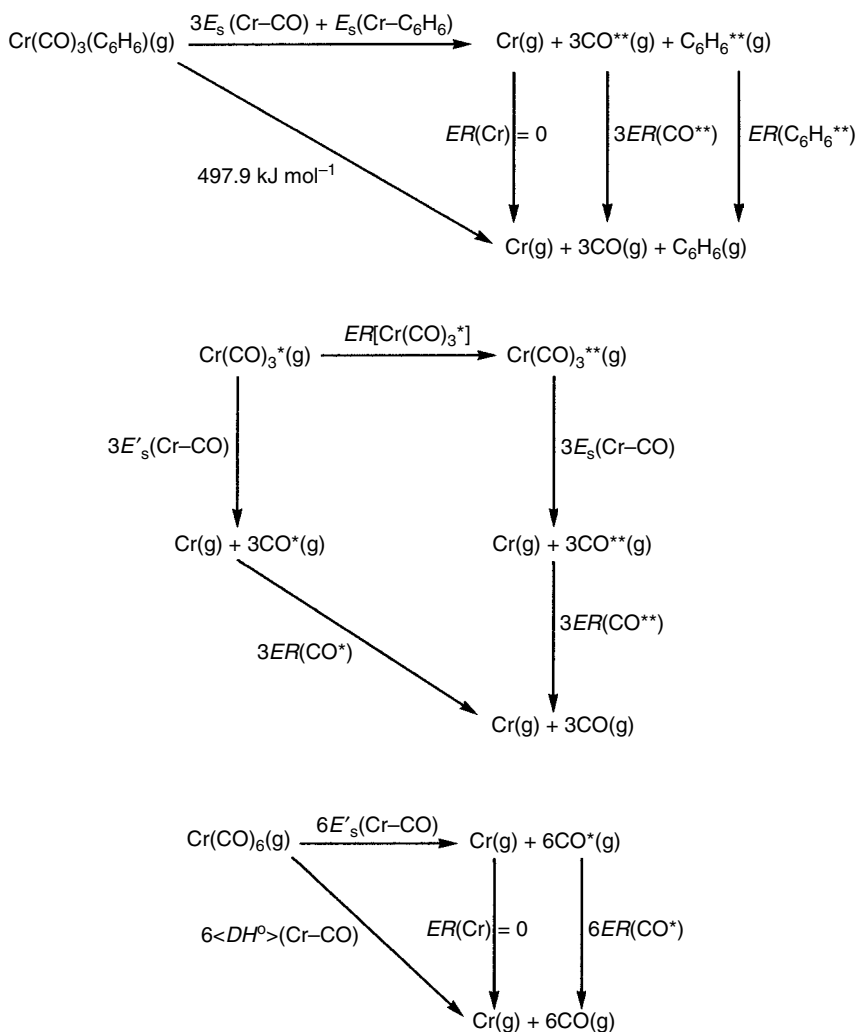 3Eₛ (Cr–CO) + Eₛ(Cr–C₆H₆)
Cr(CO)₃(C₆H₆)(g)
Cr(g) + 3CO**(g) + C₆H₆**(g)
ER(Cr) = 0
3ER(CO**)
ER(C₆H₆**)
497.9 kJ mol⁻¹
Cr(g) + 3CO(g) + C₆H₆(g)
ER[Cr(CO)₃*]
Cr(CO)₃*(g)
Cr(CO)₃**(g)
3E′ₛ(Cr–CO)
3Eₛ(Cr–CO)
Cr(g) + 3CO*(g)
Cr(g) + 3CO**(g)
3ER(CO*)
3ER(CO**)
Cr(g) + 3CO(g)
6E′ₛ(Cr–CO)
Cr(CO)₆(g)
Cr(g) + 6CO*(g)
6<DHᵒ>(Cr–CO)
ER(Cr) = 0
6ER(CO*)
Cr(g) + 6CO(g)